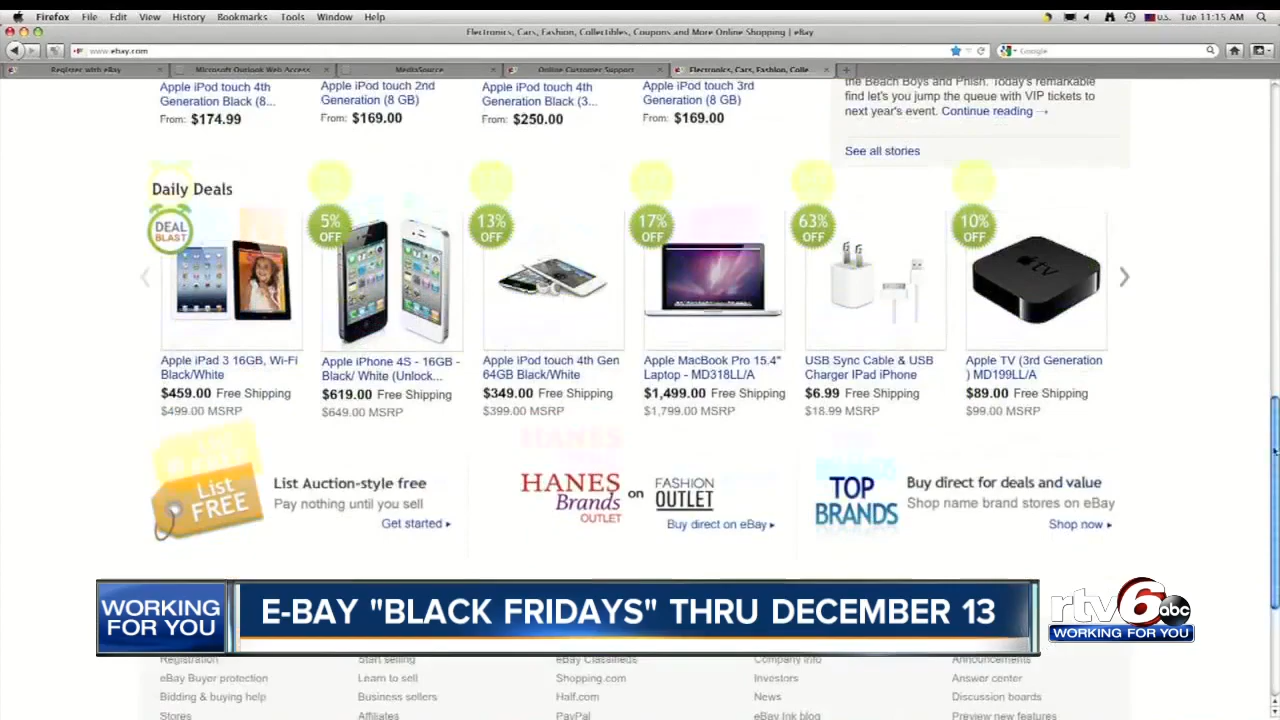 Firefox File Edit View History Bookmarks Tools Window Help
U.S. Tue 11:15 AM
Electronics, Cars, Fashion, Collectibles, Coupons and More Online Shopping | eBay
www.ebay.com
Google
Register with eBay
Microsoft Outlook Web Access
MediaSource
Online Customer Support
Electronics, Cars, Fashion, Colle...
Apple iPod touch 4th
Generation Black (8...
From: $174.99
Apple iPod touch 2nd
Generation (8 GB)
From: $169.00
Apple iPod touch 4th
Generation Black (3...
From: $250.00
Apple iPod touch 3rd
Generation (8 GB)
From: $169.00
the Beach Boys and Phish. Today's remarkable
find let's you jump the queue with VIP tickets to
next year's event. Continue reading →
See all stories
Daily Deals
DEAL
BLAST
5%
OFF
13%
OFF
17%
OFF
63%
OFF
10%
OFF
tv
Apple iPad 3 16GB, Wi-Fi
Black/White
$459.00 Free Shipping
$499.00 MSRP
Apple iPhone 4S - 16GB -
Black/ White (Unlock...
$619.00 Free Shipping
$649.00 MSRP
Apple iPod touch 4th Gen
64GB Black/White
$349.00 Free Shipping
$399.00 MSRP
Apple MacBook Pro 15.4"
Laptop - MD318LL/A
$1,499.00 Free Shipping
$1,799.00 MSRP
USB Sync Cable & USB
Charger IPad iPhone
$6.99 Free Shipping
$18.99 MSRP
Apple TV (3rd Generation
) MD199LL/A
$89.00 Free Shipping
$99.00 MSRP
List
FREE
List Auction-style free
Pay nothing until you sell
Get started
HANES
Brands
OUTLET
on
FASHION
OUTLET
Buy direct on eBay
TOP
BRANDS
Buy direct for deals and value
Shop name brand stores on eBay
Shop now
WORKING
FOR YOU
E-BAY "BLACK FRIDAYS" THRU DECEMBER 13
rtv6 abc
WORKING FOR YOU
Registration
eBay Buyer protection
Bidding & buying help
Stores
Start selling
Learn to sell
Business sellers
Affiliates
eBay Classifieds
Shopping.com
Half.com
PayPal
Company info
Investors
News
eBay Ink blog
Announcements
Answer center
Discussion boards
Preview new features